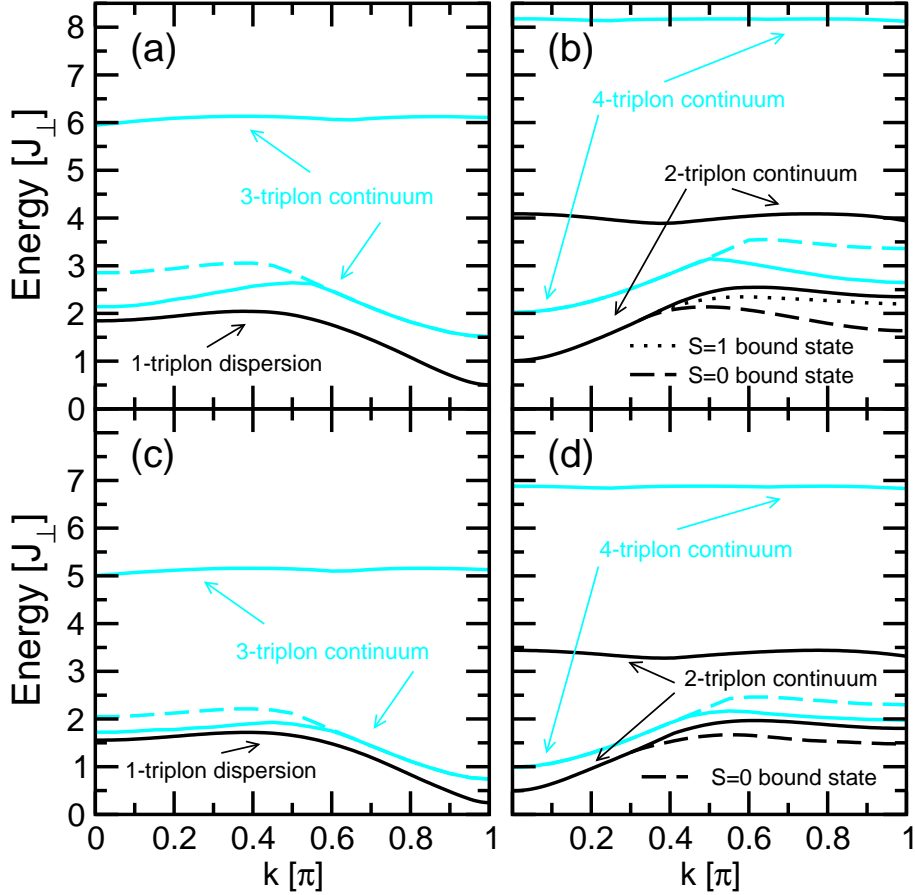 (a)
8
7
6
5
4
3
2
1
0
Energy [J⊥]
3-triplon continuum
1-triplon dispersion
(b)
4-triplon continuum
2-triplon continuum
S=1 bound state
S=0 bound state
(c)
7
6
5
4
3
2
1
0
Energy [J⊥]
3-triplon continuum
1-triplon dispersion
0 0.2 0.4 0.6 0.8 1
k [π]
(d)
4-triplon continuum
2-triplon continuum
S=0 bound state
0.2 0.4 0.6 0.8 1
k [π]